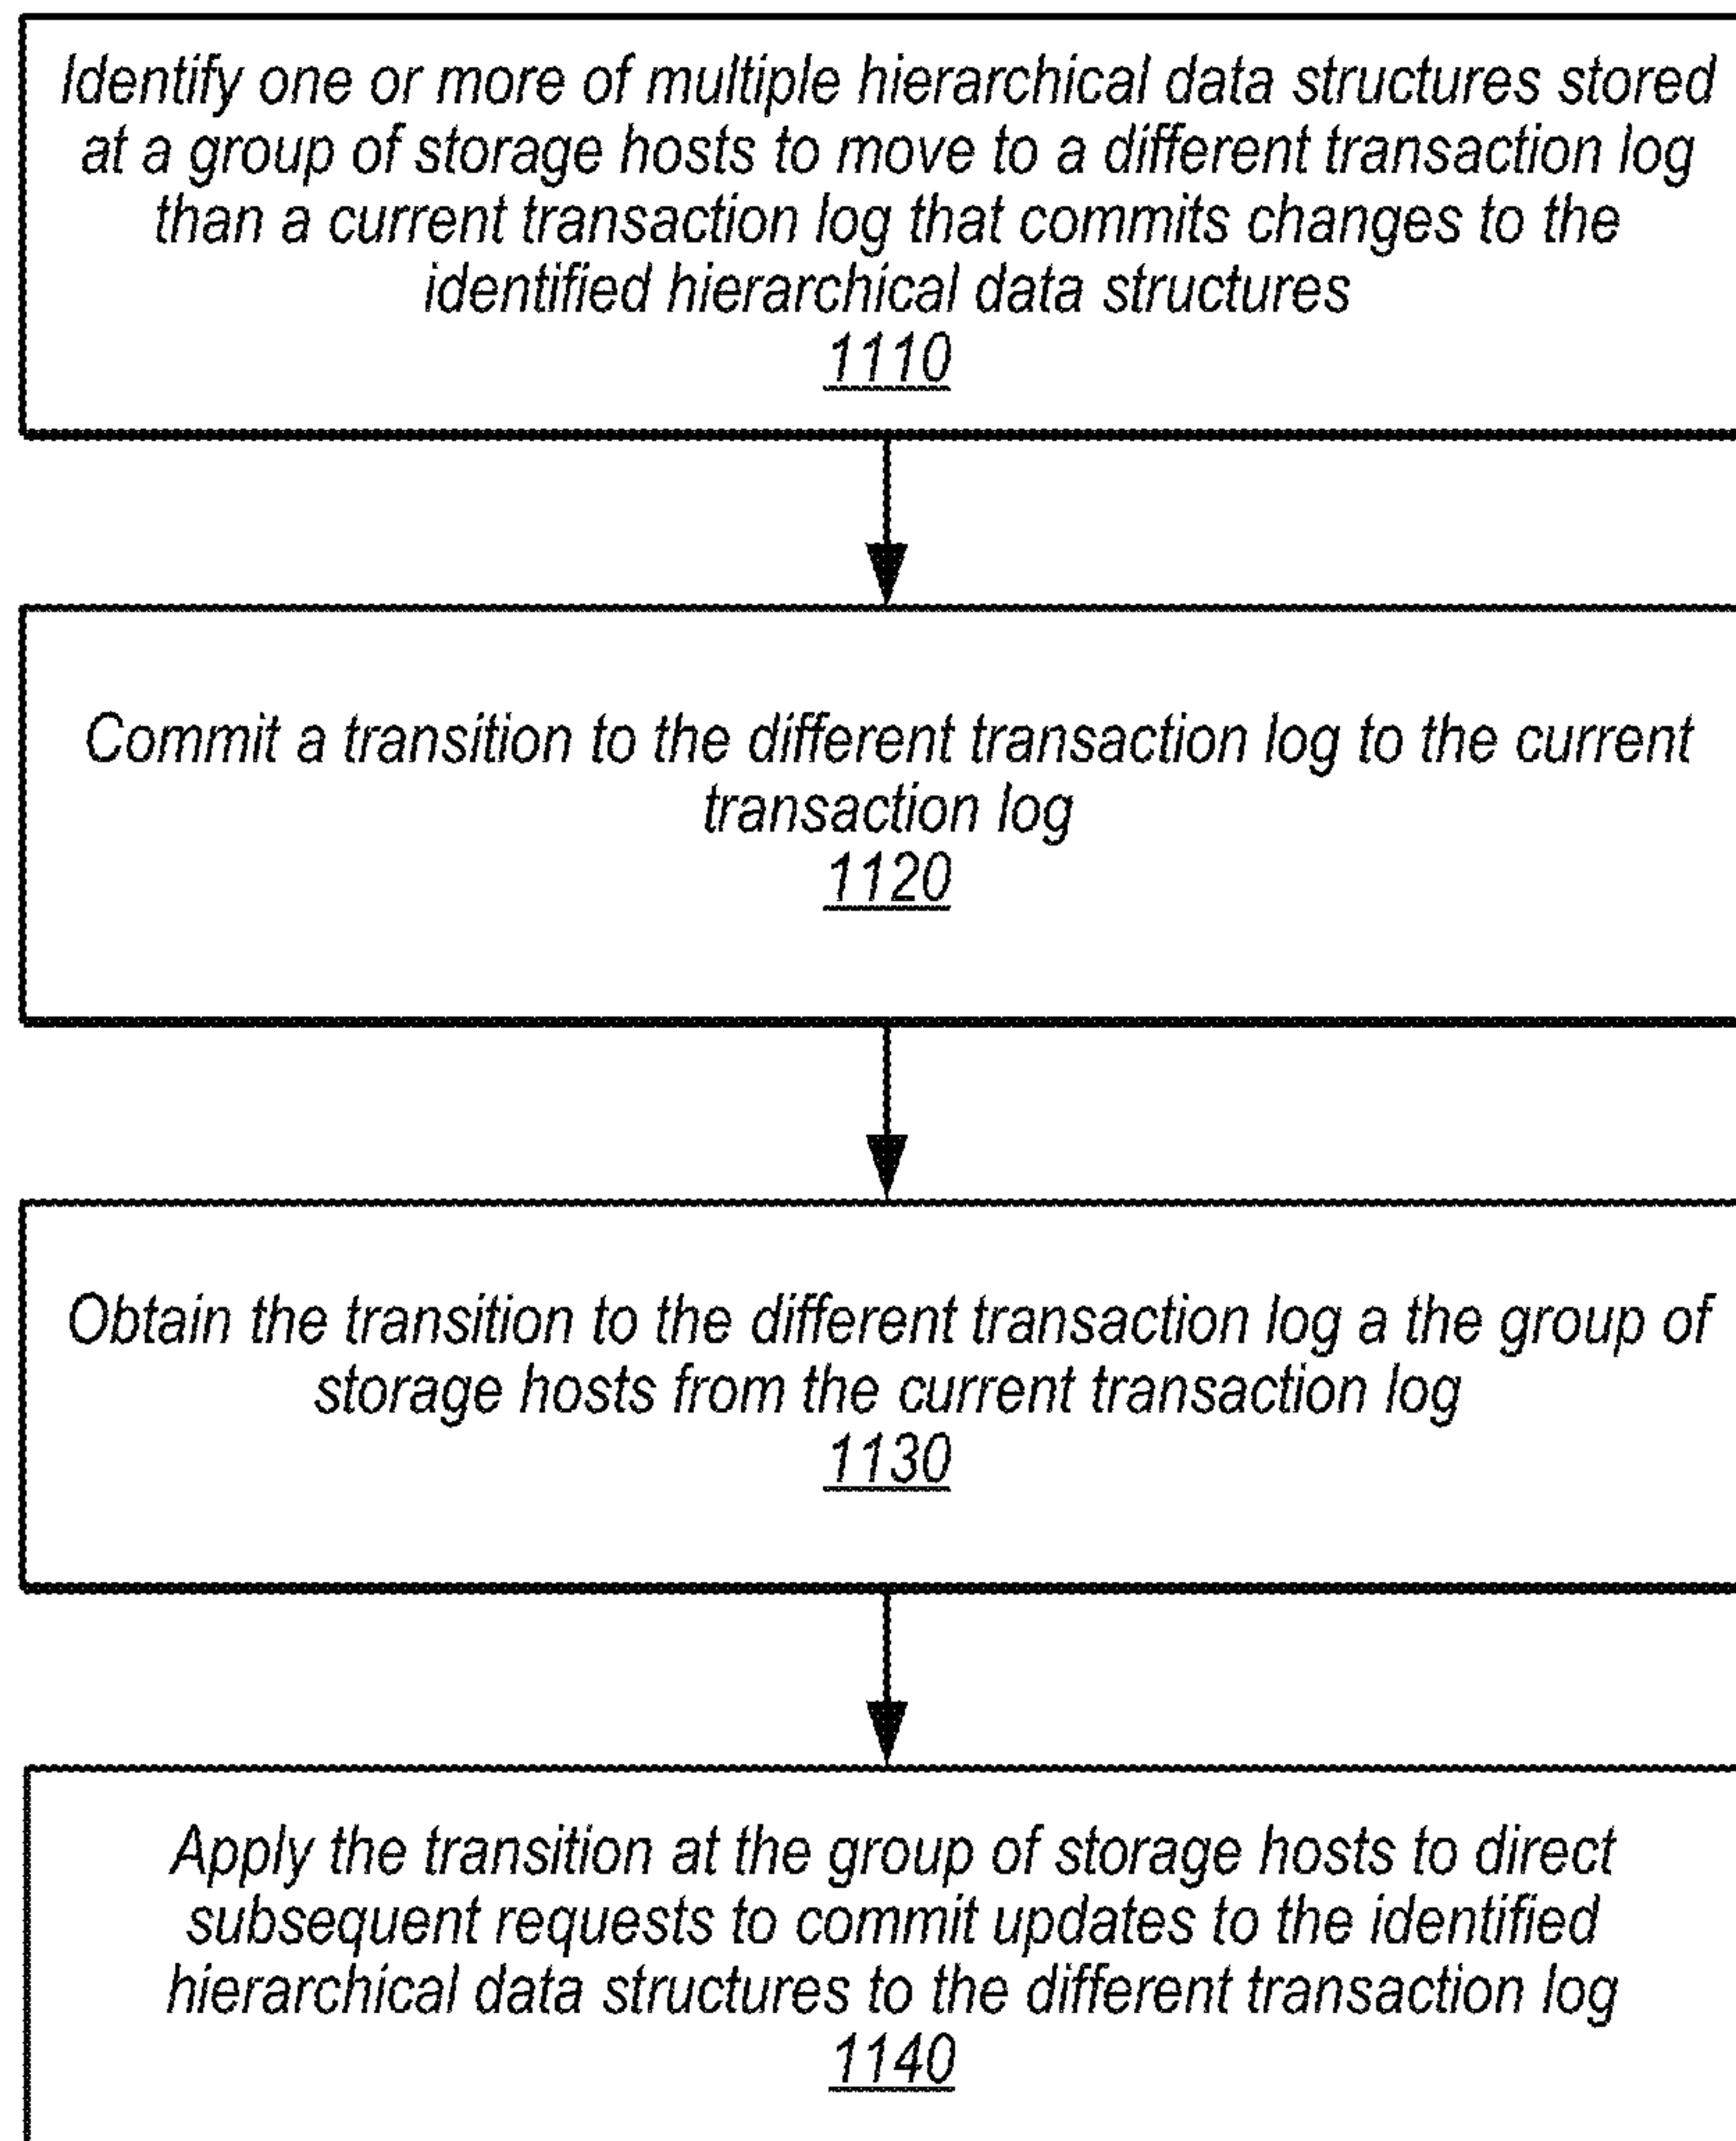 Identify one or more of multiple hierarchical data structures stored
at a group of storage hosts to move to a different transaction log
than a current transaction log that commits changes to the
identified hierarchical data structures
1110
Commit a transition to the different transaction log to the current
transaction log
1120
Obtain the transition to the different transaction log a the group of
storage hosts from the current transaction log
1130
Apply the transition at the group of storage hosts to direct
subsequent requests to commit updates to the identified
hierarchical data structures to the different transaction log
1140